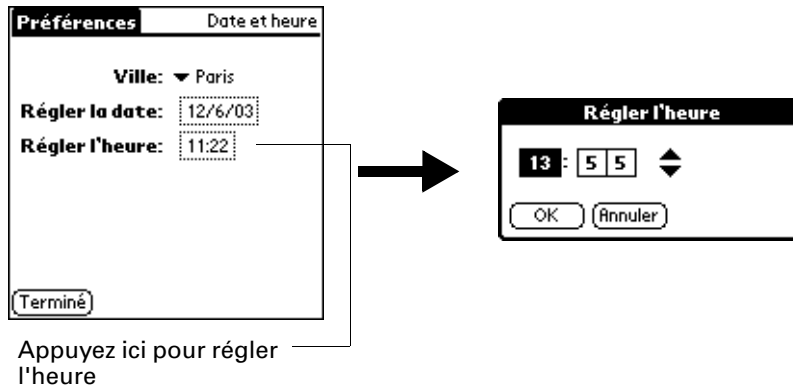 Préférences Date et heure
Ville: Paris
Régler la date: 12/6/03
Régler l'heure: 11:22
Terminé
Appuyez ici pour régler
l'heure
Régler l'heure
13 : 5 5
OK Annuler